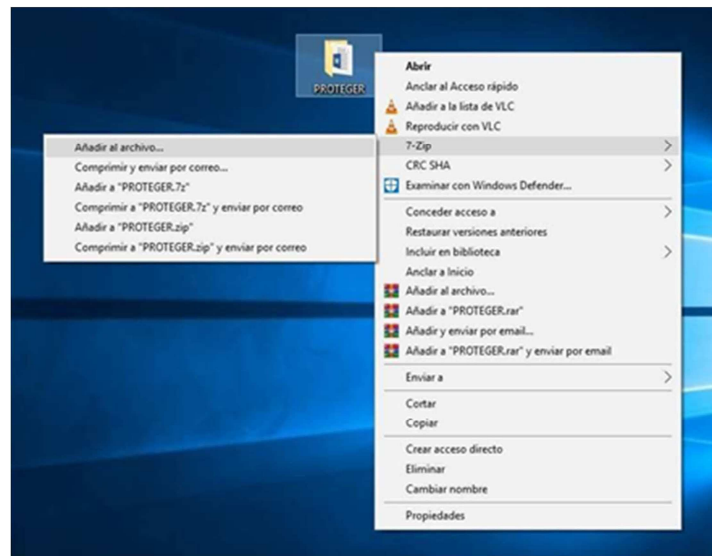 PROTEGER
Abrir
Anclar al Acceso rápido
Añadir a la lista de VLC
Reproducir con VLC
7-Zip
CRC SHA
Examinar con Windows Defender...
Conceder acceso a
Restaurar versiones anteriores
Incluir en biblioteca
Anclar a Inicio
Añadir al archivo...
Añadir a "PROTEGER.rar"
Añadir y enviar por email...
Añadir a "PROTEGER.rar" y enviar por email
Enviar a
Cortar
Copiar
Crear acceso directo
Eliminar
Cambiar nombre
Propiedades
Añadir al archivo...
Comprimir y enviar por correo...
Añadir a "PROTEGER.7z"
Comprimir a "PROTEGER.7z" y enviar por correo
Añadir a "PROTEGER.zip"
Comprimir a "PROTEGER.zip" y enviar por correo